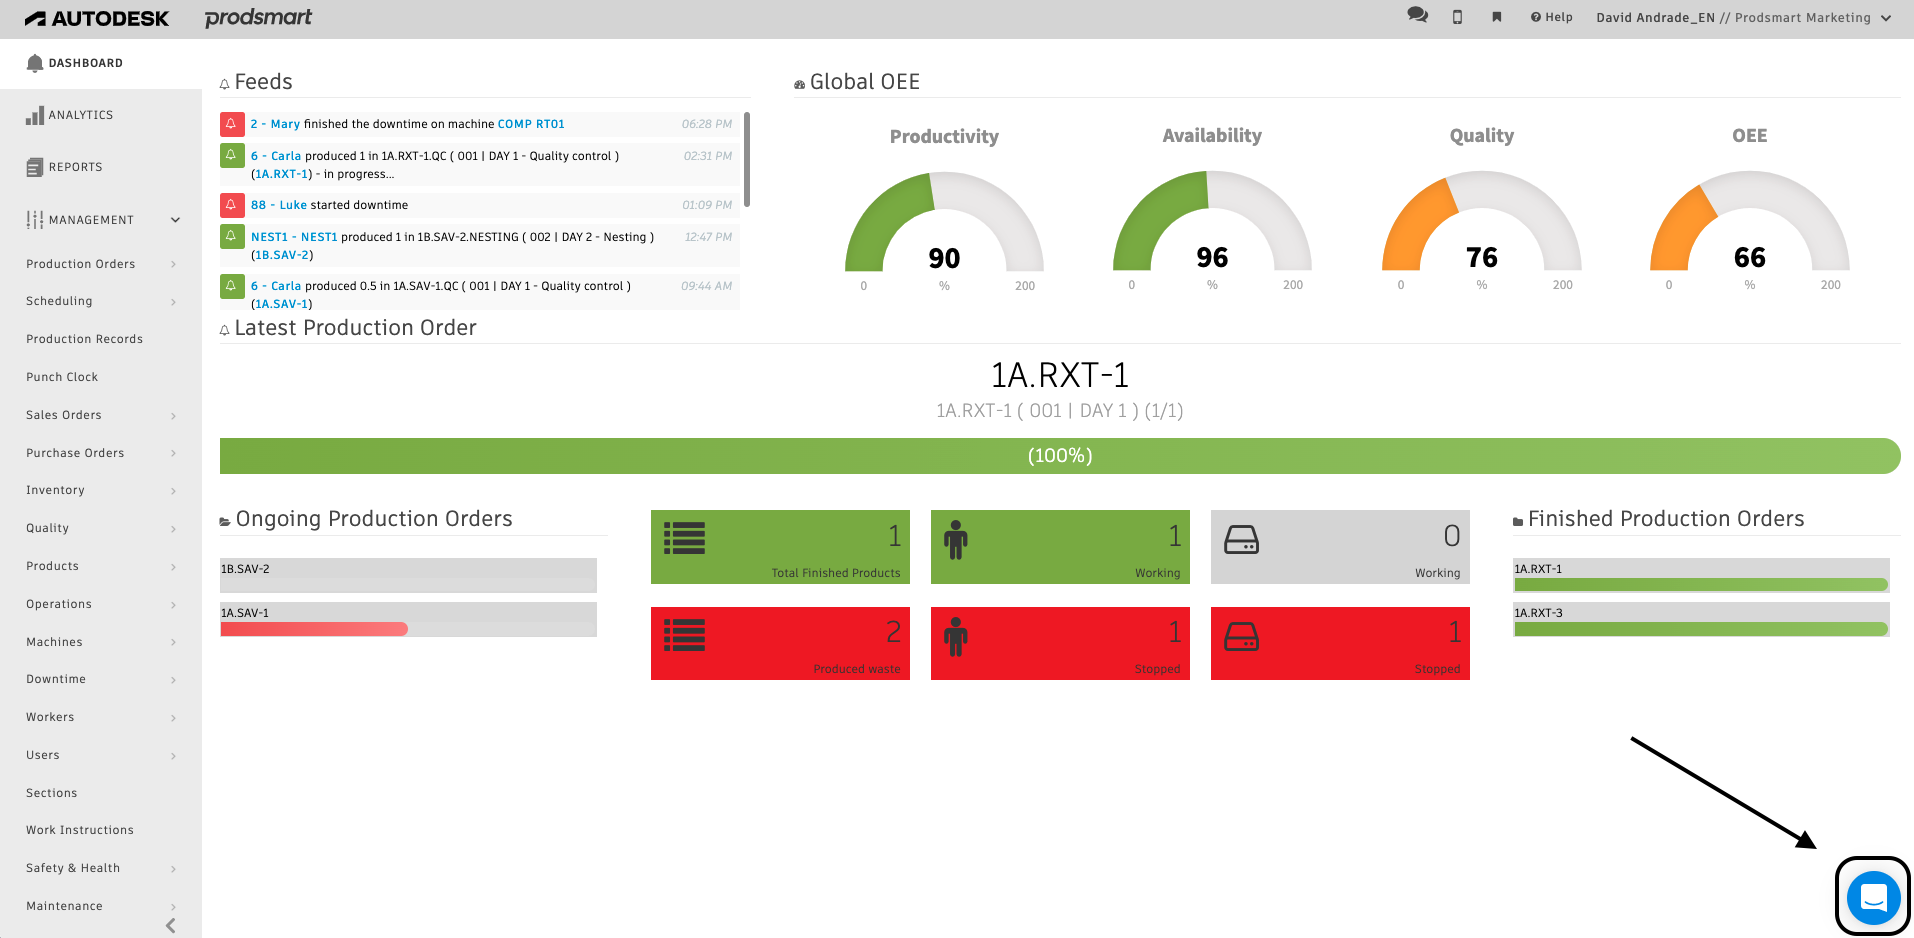 AUTODESK prodsmart
Help David Andrade_EN // Prodsmart Marketing
DASHBOARD
ANALYTICS
REPORTS
MANAGEMENT
Production Orders
Scheduling
Production Records
Punch Clock
Sales Orders
Purchase Orders
Inventory
Quality
Products
Operations
Machines
Downtime
Workers
Users
Sections
Work Instructions
Safety & Health
Maintenance
Feeds
2 - Mary finished the downtime on machine COMP RT01 06:28 PM
6 - Carla produced 1 in 1A.RXT-1.QC ( 001 | DAY 1 - Quality control ) 02:31 PM
(1A.RXT-1) - in progress...
88 - Luke started downtime 01:09 PM
NEST1 - NEST1 produced 1 in 1B.SAV-2.NESTING ( 002 | DAY 2 - Nesting ) 12:47 PM
(1B.SAV-2)
6 - Carla produced 0.5 in 1A.SAV-1.QC ( 001 | DAY 1 - Quality control ) 09:44 AM
(1A.SAV-1)
Global OEE
Productivity
90
0 % 200
Availability
96
0 % 200
Quality
76
0 % 200
OEE
66
0 % 200
Latest Production Order
1A.RXT-1
1A.RXT-1 ( 001 | DAY 1 ) (1/1)
(100%)
Ongoing Production Orders
1B.SAV-2
1A.SAV-1
1
Total Finished Products
1
Working
0
Working
2
Produced waste
1
Stopped
1
Stopped
Finished Production Orders
1A.RXT-1
1A.RXT-3